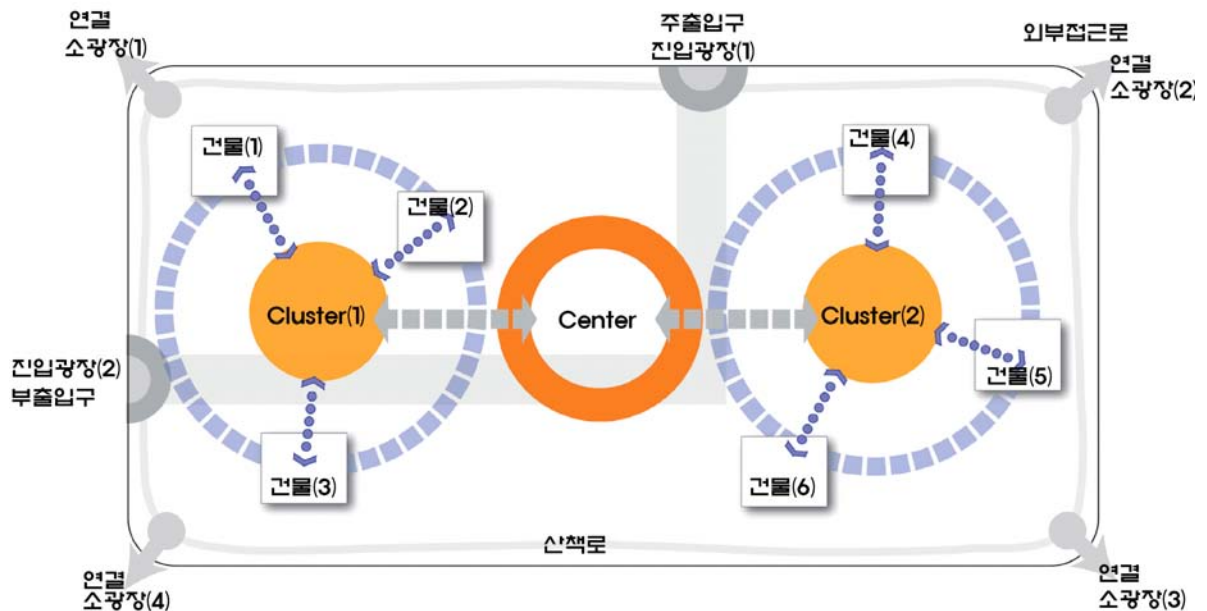 연결
소광장(1)
주출입구
진입광장(1)
외부접근로
연결
소광장(2)
건물(1)
건물(2)
건물(4)
Cluster(1)
Center
Cluster(2)
진입광장(2)
부출입구
건물(5)
건물(3)
건물(6)
산책로
연결
소광장(4)
연결
소광장(3)